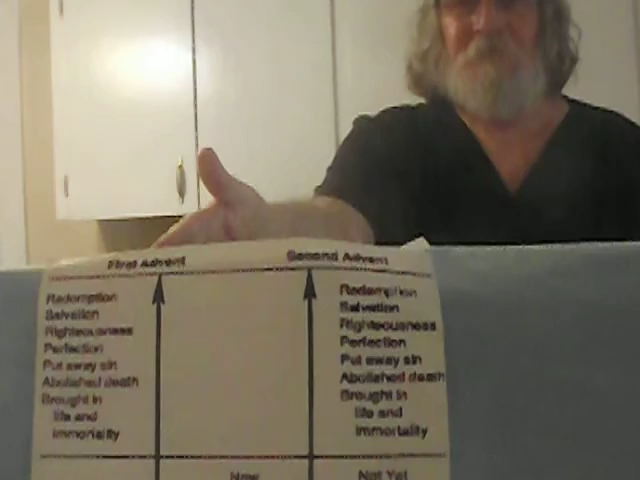 First Advent
Second Advent
Redemption
Salvation
Righteousness
Perfection
Put away sin
Abolished death
Brought in
life and
immortality
Redemption
Salvation
Righteousness
Perfection
Put away sin
Abolished death
Brought in
life and
immortality
Now
Not Yet